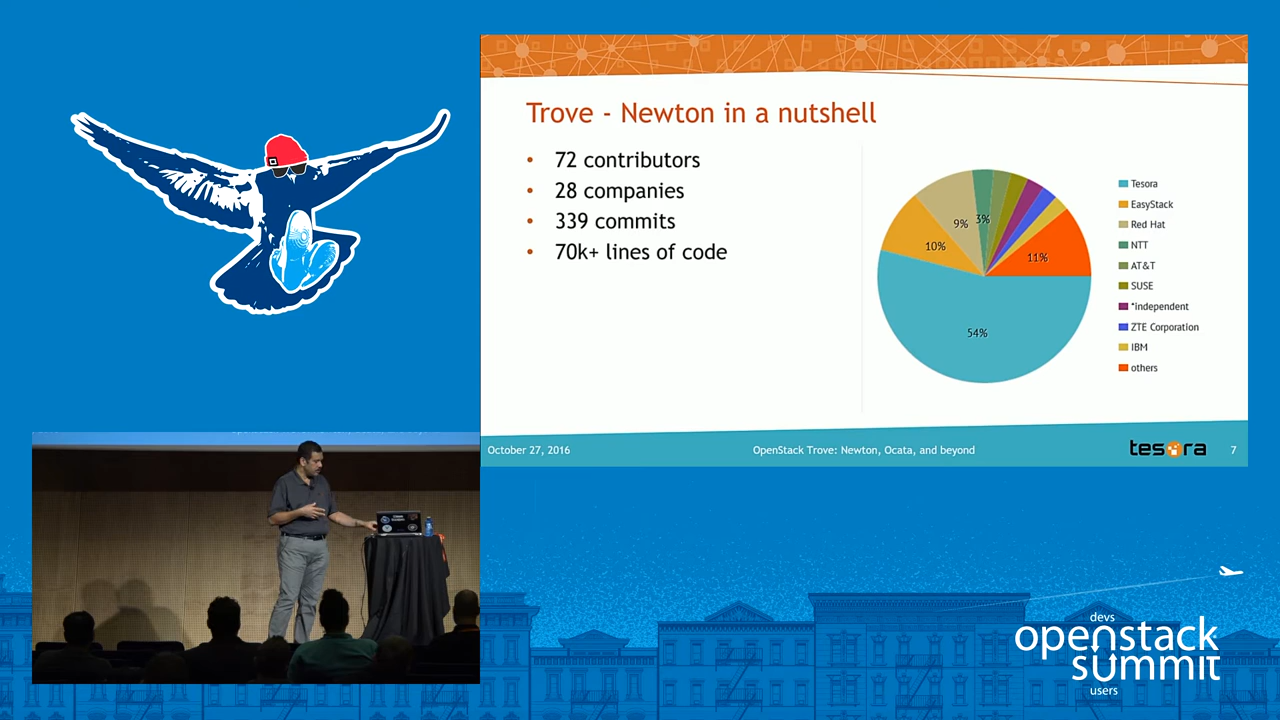 Trove - Newton in a nutshell
• 72 contributors
• 28 companies
• 339 commits
• 70k+ lines of code
54%
10%
9%
3%
11%
Tesora
EasyStack
Red Hat
NTT
AT&T
SUSE
*independent
ZTE Corporation
IBM
others
October 27, 2016
OpenStack Trove: Newton, Ocata, and beyond
tesora
7
devs
openstack
summit
users